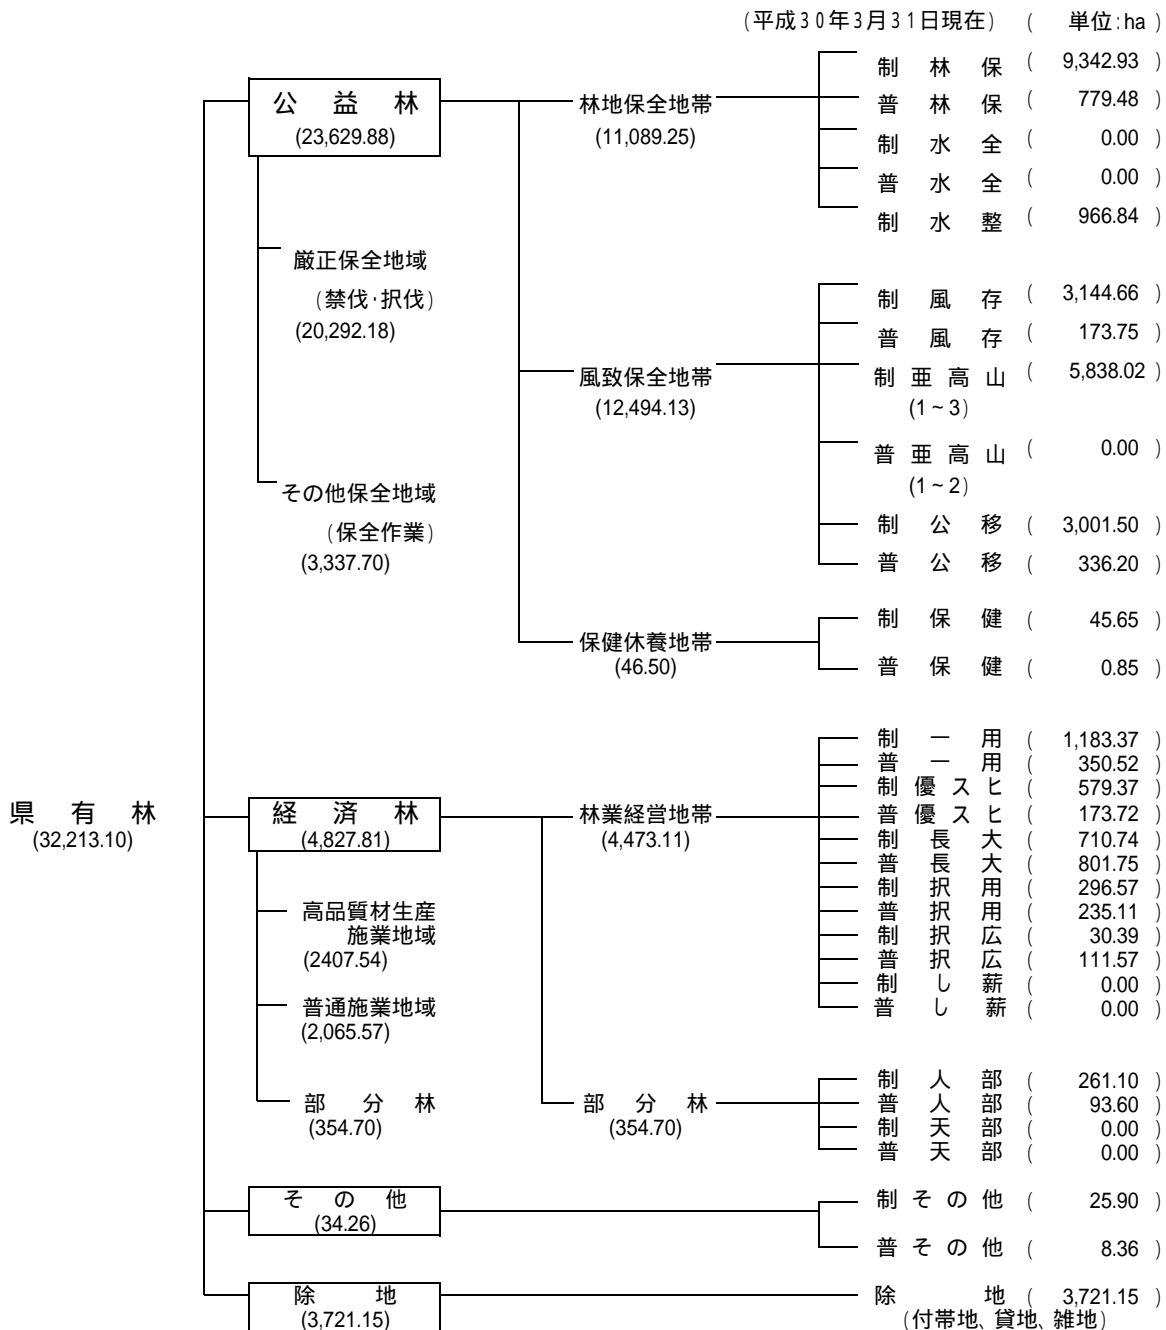 (平成30年3月31日現在) ( 単位:ha )
制 林 保 ( 9,342.93 )
公 益 林 林地保全地帯 普 林 保 ( 779.48 )
(23,629.88) (11,089.25) 制 水 全 ( 0.00 )
普 水 全 ( 0.00 )
制 水 整 ( 966.84 )
厳正保全地域
(禁伐・択伐) 制 風 存 ( 3,144.66 )
(20,292.18) 普 風 存 ( 173.75 )
風致保全地帯 制 亜 高 山 ( 5,838.02 )
(12,494.13) (1~3)
普 亜 高 山 ( 0.00 )
(1~2)
その他保全地域
(保全作業) 制 公 移 ( 3,001.50 )
(3,337.70) 普 公 移 ( 336.20 )
制 保 健 ( 45.65 )
保健休養地帯
(46.50) 普 保 健 ( 0.85 )
制 一 用 ( 1,183.37 )
普 一 用 ( 350.52 )
制 優 ス ヒ ( 579.37 )
県 有 林 経 済 林 林業経営地帯 普 優 ス ヒ ( 173.72 )
(32,213.10) (4,827.81) (4,473.11) 制 長 大 ( 710.74 )
普 長 大 ( 801.75 )
制 択 用 ( 296.57 )
高品質材生産 普 択 用 ( 235.11 )
施業地域 制 択 広 ( 30.39 )
(2407.54) 普 択 広 ( 111.57 )
制 し 薪 ( 0.00 )
普通施業地域 普 し 薪 ( 0.00 )
(2,065.57)
制 人 部 ( 261.10 )
部 分 林 部 分 林 普 人 部 ( 93.60 )
(354.70) (354.70) 制 天 部 ( 0.00 )
普 天 部 ( 0.00 )
そ の 他 制 そ の 他 ( 25.90 )
(34.26)
普 そ の 他 ( 8.36 )
除 地 除 地 ( 3,721.15 )
(3,721.15) (付帯地、貸地、雑地)